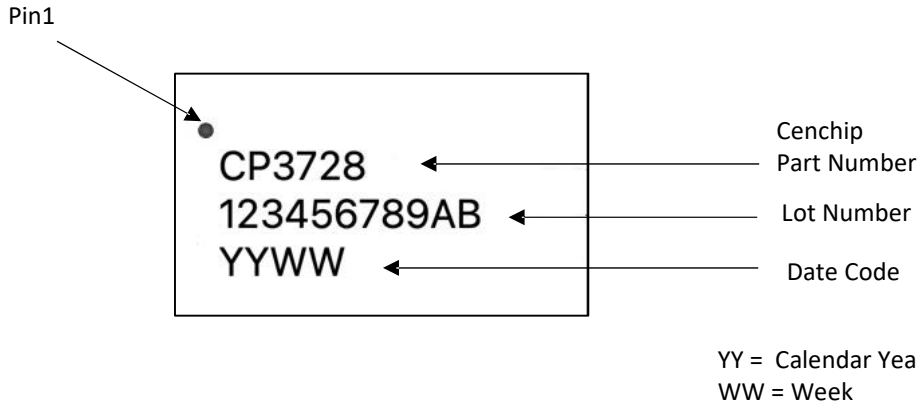 Pin1
CP3728
123456789AB
YYWW
Cenchip
Part Number
Lot Number
Date Code
YY = Calendar Yea
WW = Week